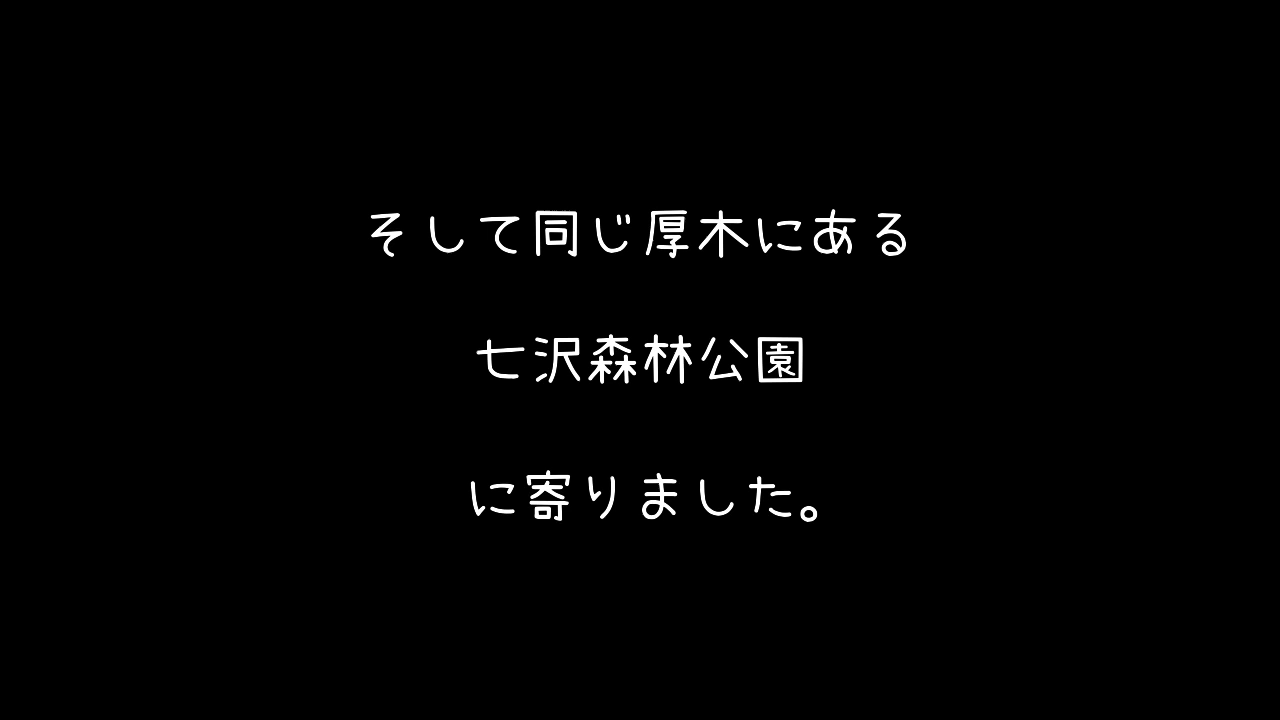 そして同じ厚木にある
七沢森林公園
に寄りました。